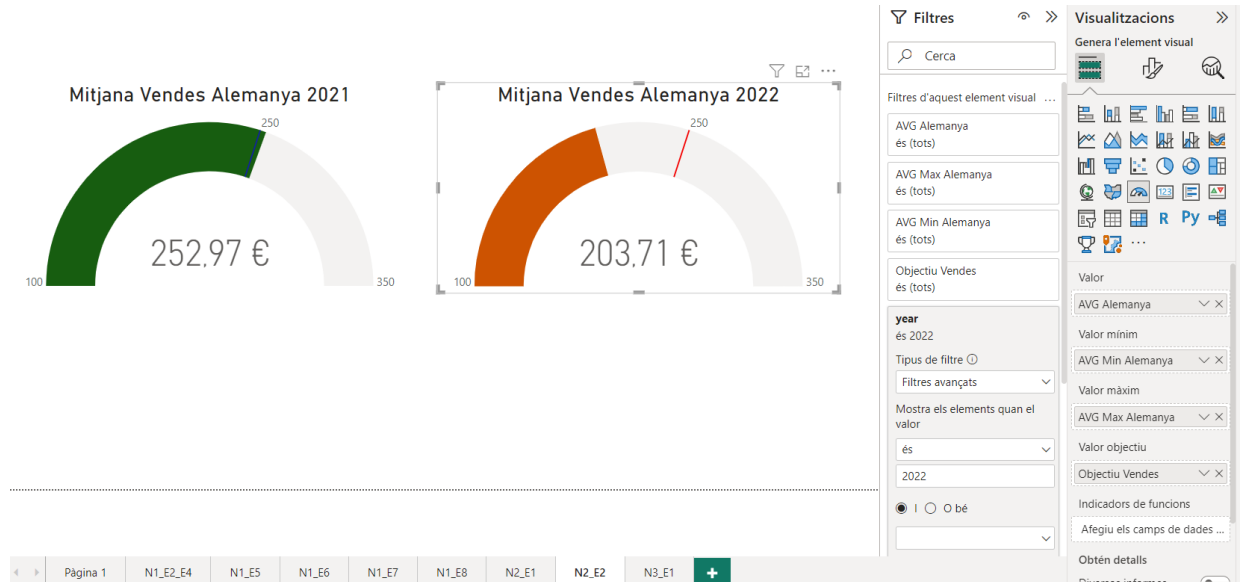 Mitjana Vendes Alemanya 2021
250
252,97 €
100
350
Mitjana Vendes Alemanya 2022
250
203,71 €
100
350
Filtres
Cerca
Filtres d'aquest element visual
AVG Alemanya
és (tots)
AVG Max Alemanya
és (tots)
AVG Min Alemanya
és (tots)
Objectiu Vendes
és (tots)
year
és 2022
Tipus de filtre
Filtres avançats
Mostra els elements quan el
valor
és
2022
I O bé
Visualitzacions
Genera l'element visual
123
R Py
Valor
AVG Alemanya
Valor mínim
AVG Min Alemanya
Valor màxim
AVG Max Alemanya
Valor objectiu
Objectiu Vendes
Indicadors de funcions
Afegiu els camps de dades ...
Obtén detalls
Diversos informes
Pàgina 1
N1_E2_E4
N1_E5
N1_E6
N1_E7
N1_E8
N2_E1
N2_E2
N3_E1